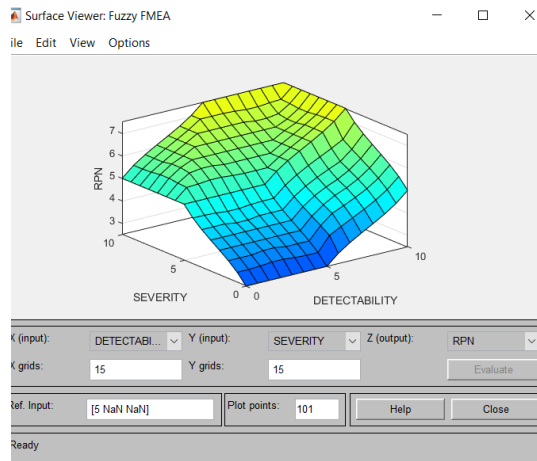 Surface Viewer: Fuzzy FMEA
ile Edit View Options
7
6
5
4
3
RPN
10
5
0
SEVERITY
0
5
10
DETECTABILITY
X (input): DETECTABI... Y (input): SEVERITY Z (output): RPN
X grids: 15 Y grids: 15 Evaluate
Ref. Input: [5 NaN NaN] Plot points: 101 Help Close
Ready